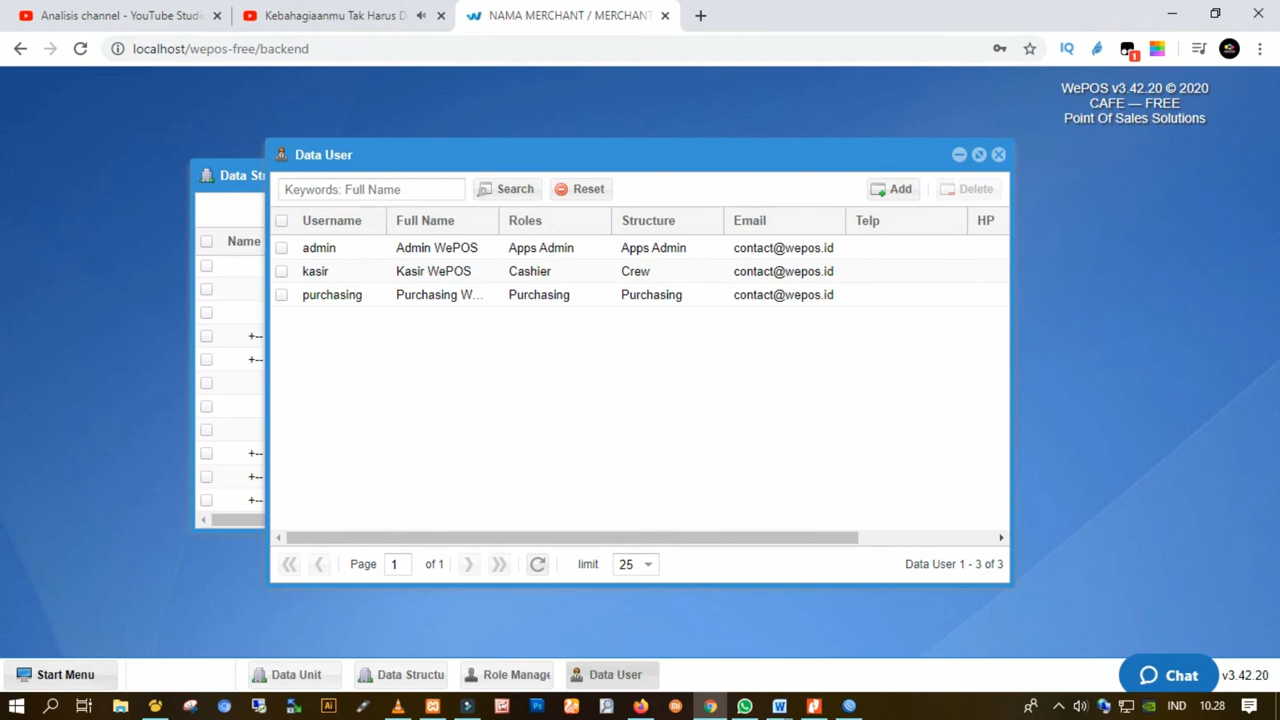 Analisis channel - YouTube Studi
Kebahagiaanmu Tak Harus D
NAMA MERCHANT / MERCHANT
localhost/wepos-free/backend
IQ
1
WePOS v3.42.20 © 2020
CAFE — FREE
Point Of Sales Solutions
Data St
Name
+--
+--
+--
+--
+--
Data User
Keywords: Full Name
Search
Reset
Add
Delete
Username Full Name Roles Structure Email Telp HP
admin Admin WePOS Apps Admin Apps Admin contact@wepos.id
kasir Kasir WePOS Cashier Crew contact@wepos.id
purchasing Purchasing W... Purchasing Purchasing contact@wepos.id
Page 1 of 1 limit 25 Data User 1 - 3 of 3
Start Menu
Data Unit
Data Structu
Role Manage
Data User
Chat
v3.42.20
IND
10.28